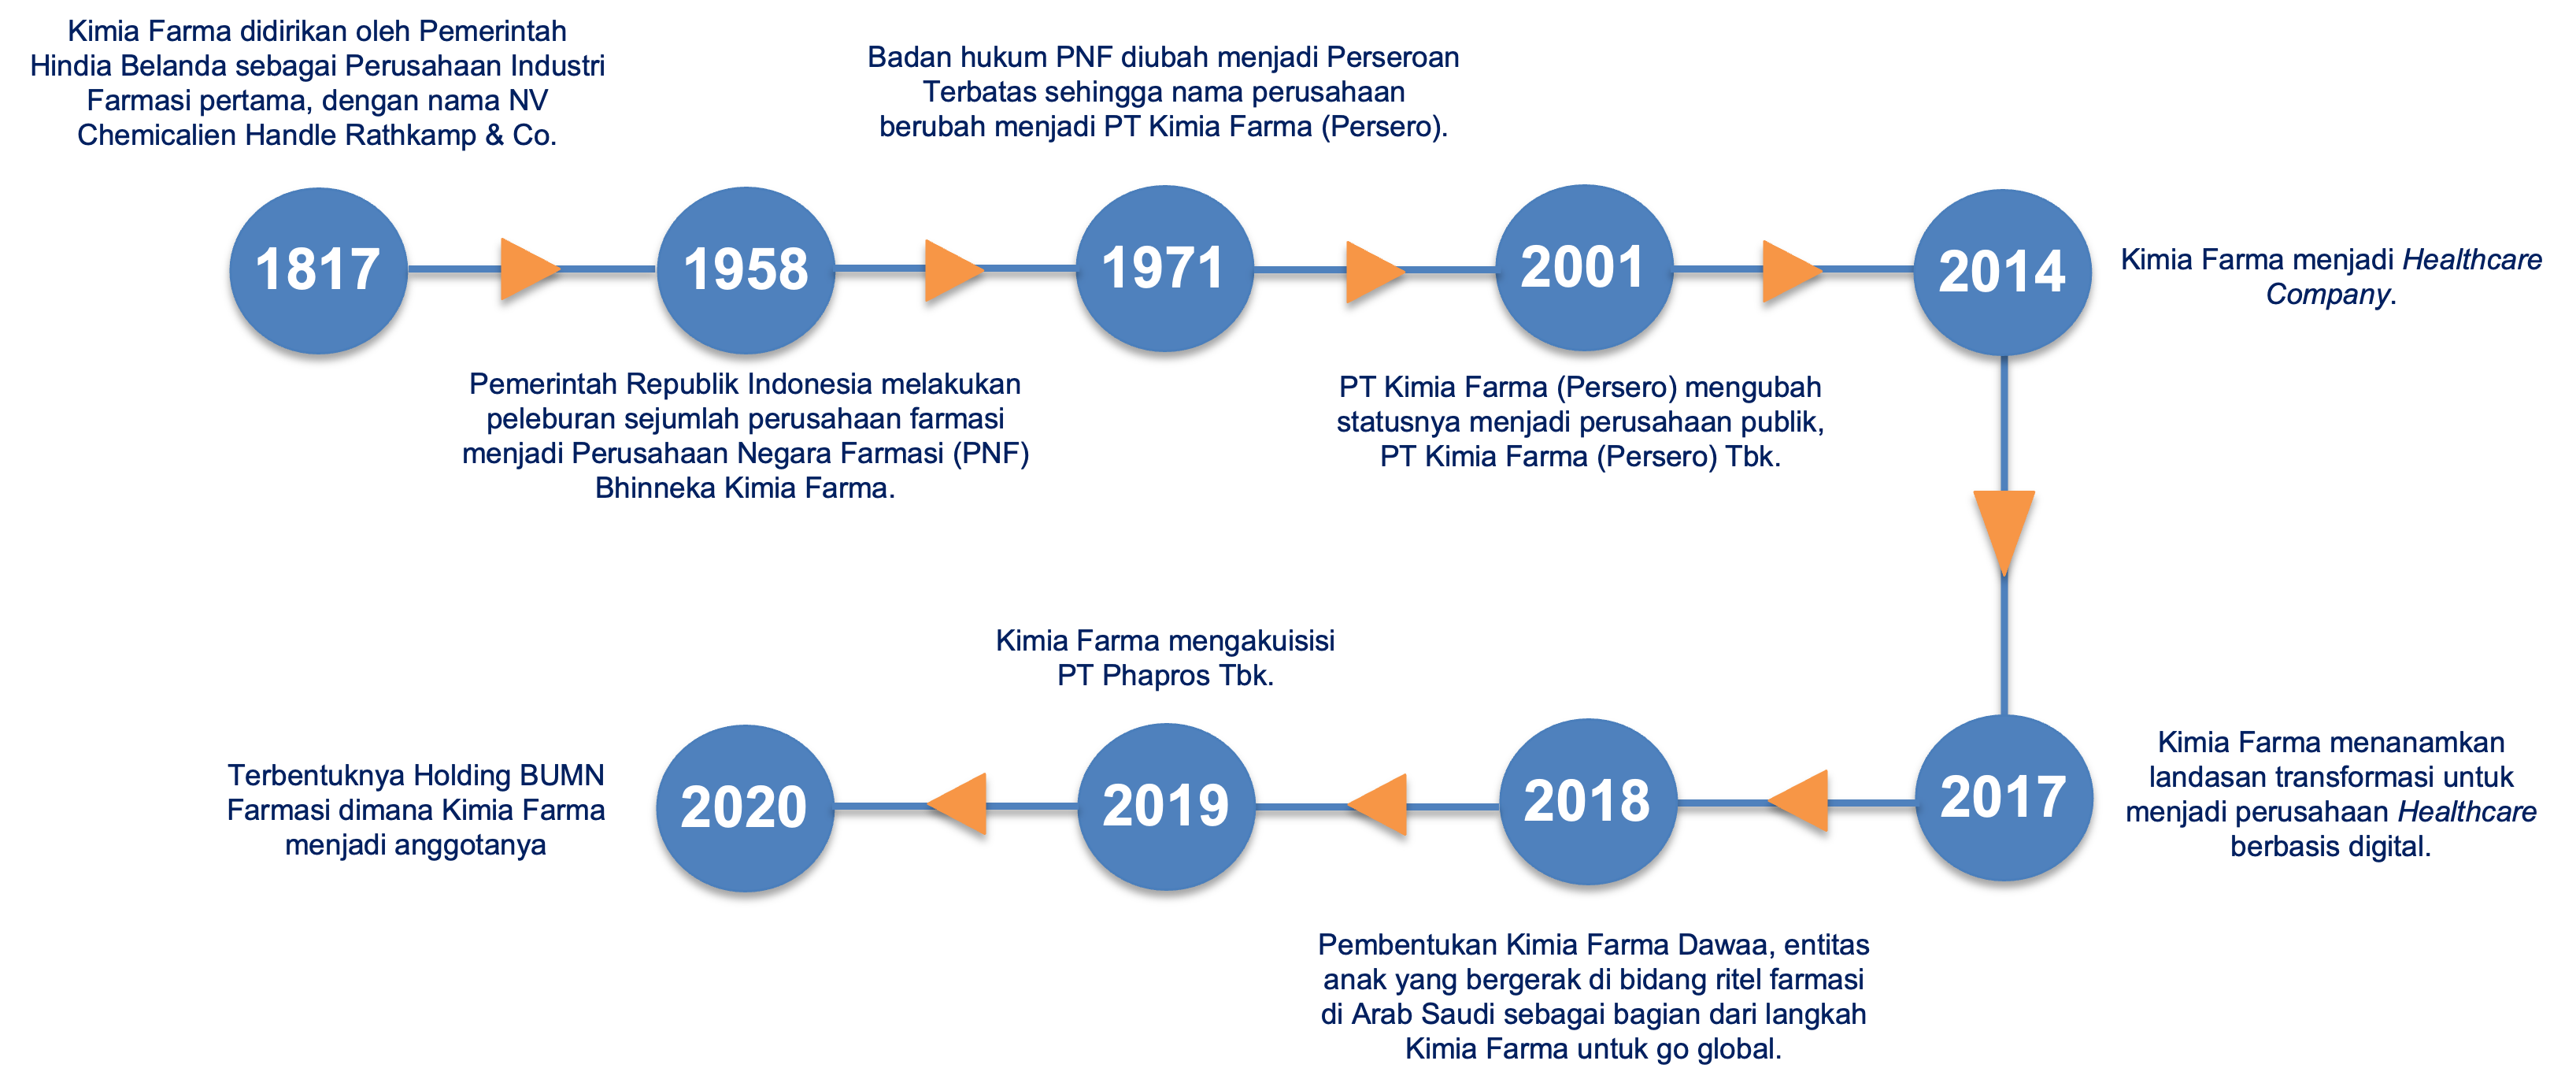 Kimia Farma didirikan oleh Pemerintah
Hindia Belanda sebagai Perusahaan Industri
Farmasi pertama, dengan nama NV
Chemicalien Handle Rathkamp & Co.
1817
1958
Pemerintah Republik Indonesia melakukan
peleburan sejumlah perusahaan farmasi
menjadi Perusahaan Negara Farmasi (PNF)
Bhinneka Kimia Farma.
Badan hukum PNF diubah menjadi Perseroan
Terbatas sehingga nama perusahaan
berubah menjadi PT Kimia Farma (Persero).
1971
2001
PT Kimia Farma (Persero) mengubah
statusnya menjadi perusahaan publik,
PT Kimia Farma (Persero) Tbk.
2014
Kimia Farma menjadi Healthcare
Company.
2017
Kimia Farma menanamkan
landasan transformasi untuk
menjadi perusahaan Healthcare
berbasis digital.
2018
Pembentukan Kimia Farma Dawaa, entitas
anak yang bergerak di bidang ritel farmasi
di Arab Saudi sebagai bagian dari langkah
Kimia Farma untuk go global.
Kimia Farma mengakuisisi
PT Phapros Tbk.
2019
2020
Terbentuknya Holding BUMN
Farmasi dimana Kimia Farma
menjadi anggotanya